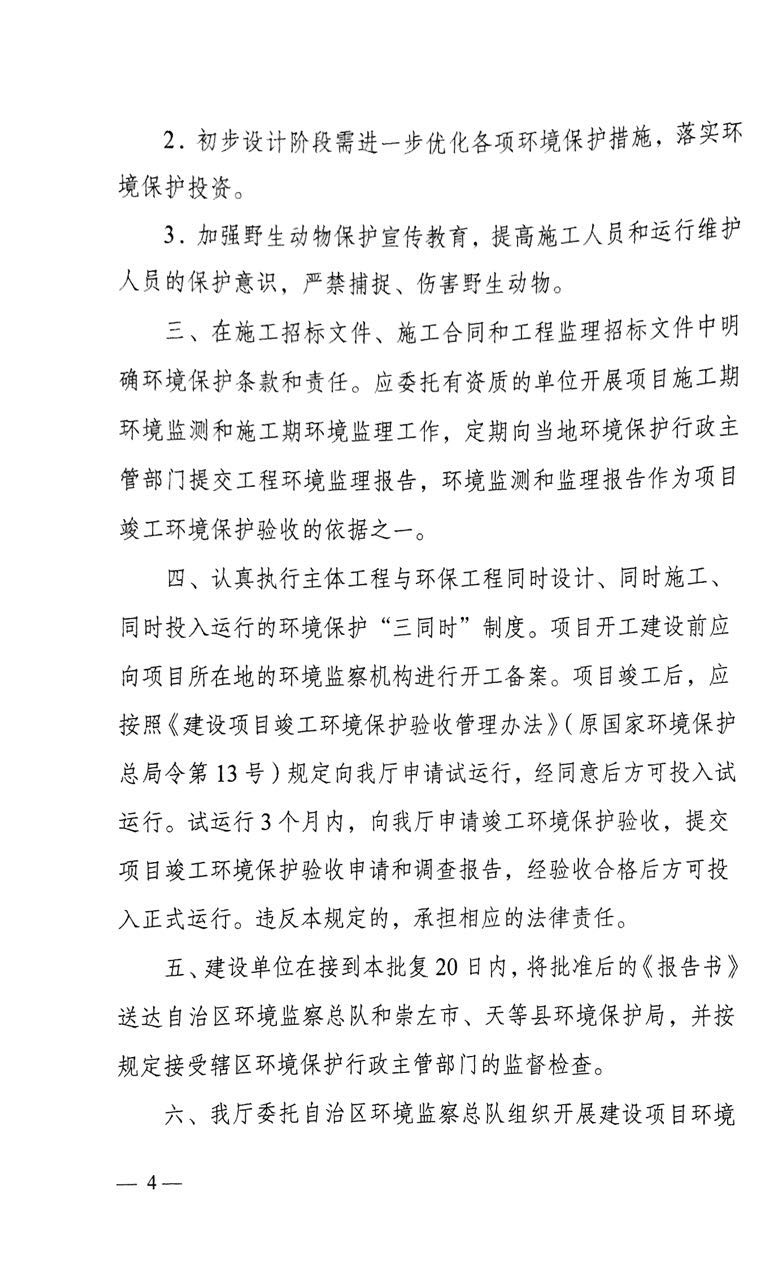 2. 初步设计阶段需进一步优化各项环境保护措施，落实环
境保护投资。
3. 加强野生动物保护宣传教育，提高施工人员和运行维护
人员的保护意识，严禁捕捉、伤害野生动物。
三、在施工招标文件、施工合同和工程监理招标文件中明
确环境保护条款和责任。应委托有资质的单位开展项目施工期
环境监测和施工期环境监理工作，定期向当地环境保护行政主
管部门提交工程环境监理报告，环境监测和监理报告作为项目
竣工环境保护验收的依据之一。
四、认真执行主体工程与环保工程同时设计、同时施工、
同时投入运行的环境保护“三同时”制度。项目开工建设前应
向项目所在地的环境监察机构进行开工备案。项目竣工后，应
按照《建设项目竣工环境保护验收管理办法》（原国家环境保护
总局令第 13 号）规定向我厅申请试运行，经同意后方可投入试
运行。试运行 3 个月内，向我厅申请竣工环境保护验收，提交
项目竣工环境保护验收申请和调查报告，经验收合格后方可投
入正式运行。违反本规定的，承担相应的法律责任。
五、建设单位在接到本批复 20 日内，将批准后的《报告书》
送达自治区环境监察总队和崇左市、天等县环境保护局，并按
规定接受辖区环境保护行政主管部门的监督检查。
六、我厅委托自治区环境监察总队组织开展建设项目环境
— 4 —